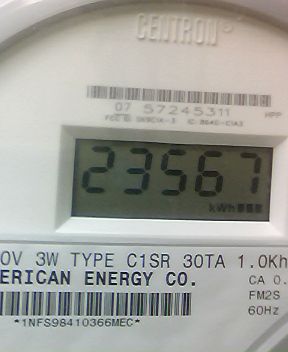 CENTRON®
07 57245311 HPP
23567
kWh
0V 3W TYPE C1SR 30TA 1.0Kh
ERICAN ENERGY CO. CA 0.
FM2S
*1NFS98410366MEC* 60Hz